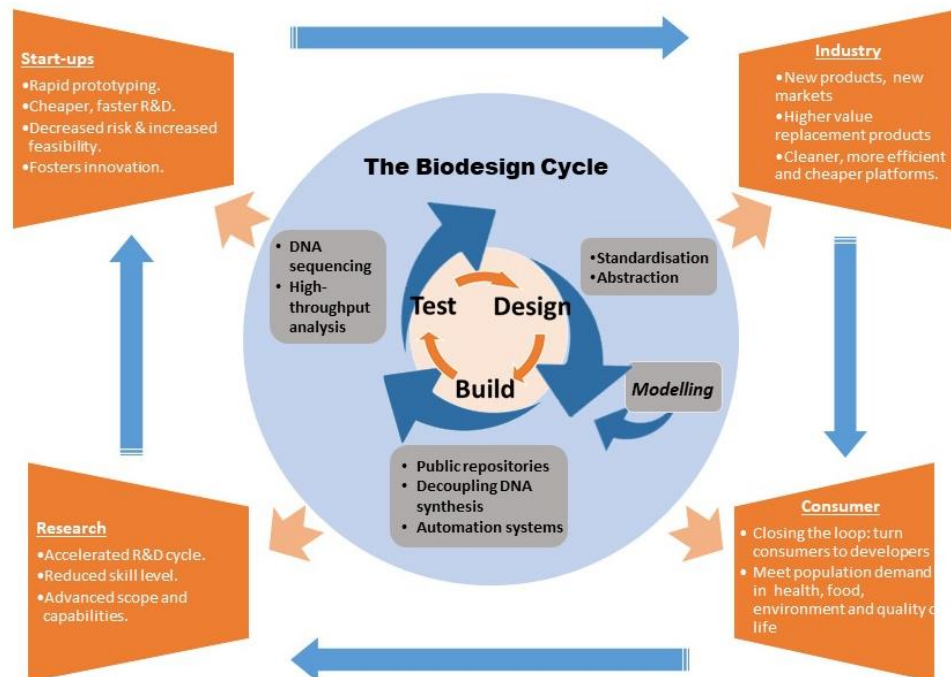 Start-ups
•Rapid prototyping.
•Cheaper, faster R&D.
•Decreased risk & increased
feasibility.
•Fosters innovation.
Industry
•New products, new
markets
•Higher value
replacement products
•Cleaner, more efficient
and cheaper platforms.
The Biodesign Cycle
• DNA
sequencing
• High-
throughput
analysis
•Standardisation
•Abstraction
Test
Design
Build
Modelling
• Public repositories
• Decoupling DNA
synthesis
• Automation systems
Research
•Accelerated R&D cycle.
•Reduced skill level.
•Advanced scope and
capabilities.
Consumer
• Closing the loop: turn
consumers to developers
• Meet population demand
in health, food,
environment and quality o
life